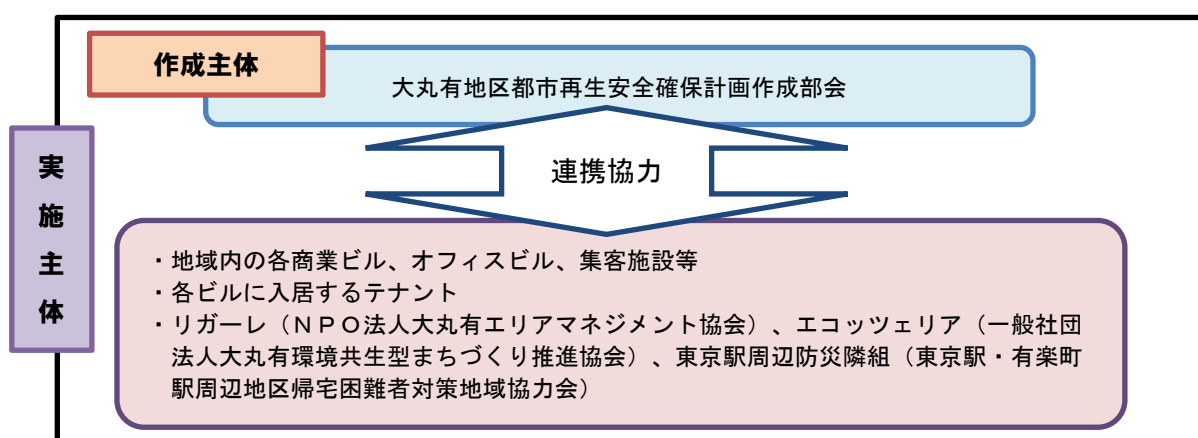 作成主体
大丸有地区都市再生安全確保計画作成部会
連携協力
実施主体
・地域内の各商業ビル、オフィスビル、集客施設等
・各ビルに入居するテナント
・リガーレ（ＮＰＯ法人大丸有エリアマネジメント協会）、エコッツェリア（一般社団
法人大丸有環境共生型まちづくり推進協会）、東京駅周辺防災隣組（東京駅・有楽町
駅周辺地区帰宅困難者対策地域協力会）